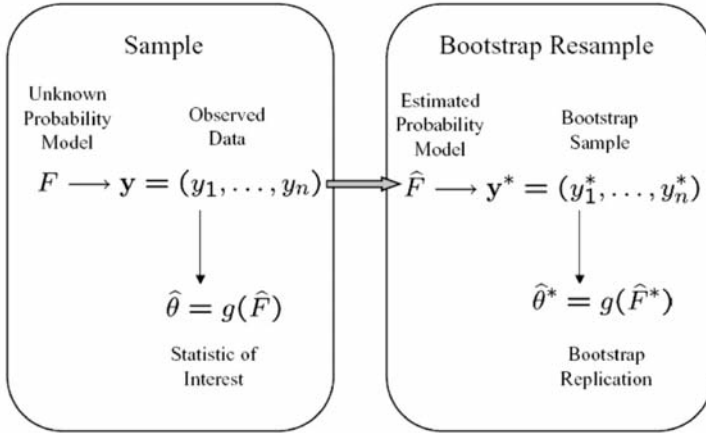 Sample
Unknown
Probability
Model
Observed
Data
F ⟶ y = (y₁, . . . , yₙ)
θ̂ = g(F̂)
Statistic of
Interest
Bootstrap Resample
Estimated
Probability
Model
Bootstrap
Sample
F̂ ⟶ y* = (y₁*, . . . , yₙ*)
θ̂* = g(F̂*)
Bootstrap
Replication